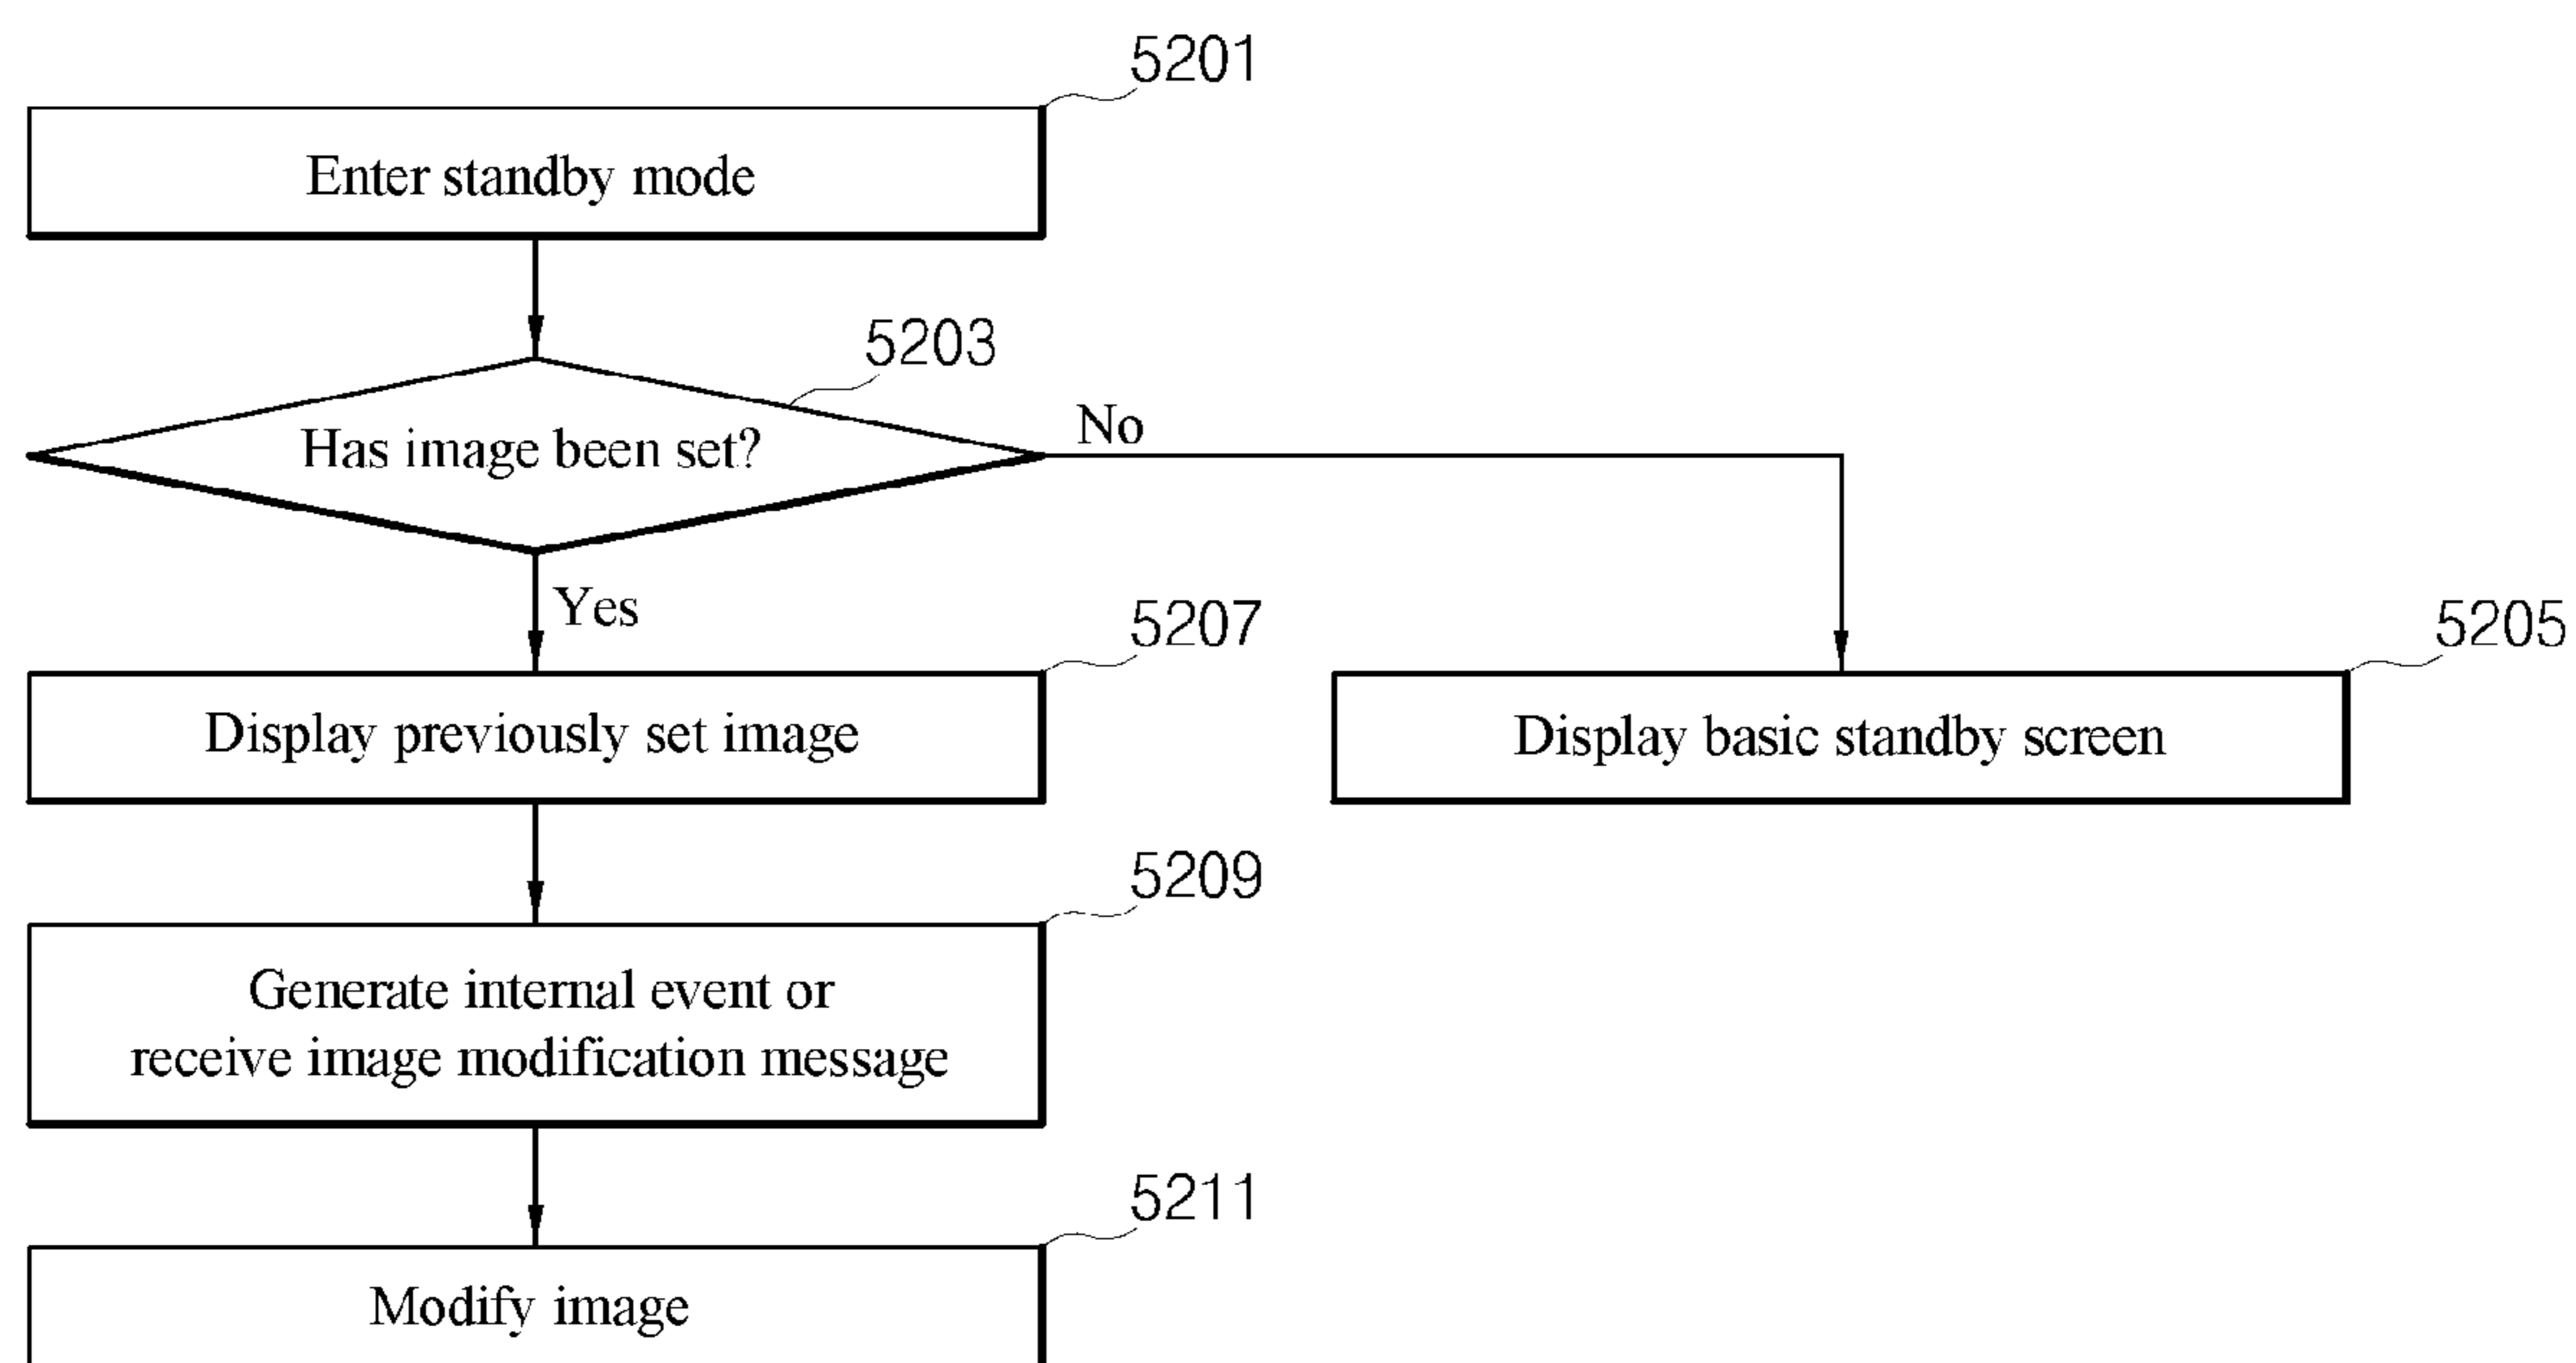 5201
Enter standby mode
5203
Has image been set?
No
Yes
5207
5205
Display previously set image
Display basic standby screen
5209
Generate internal event or
receive image modification message
5211
Modify image